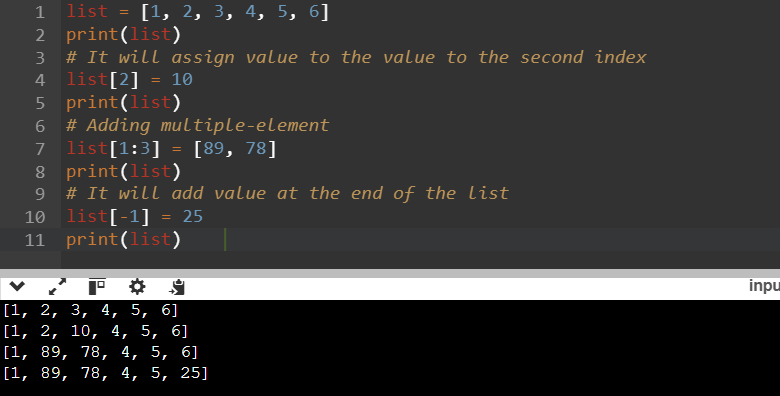 1 list = [1, 2, 3, 4, 5, 6]
2 print(list)
3 # It will assign value to the value to the second index
4 list[2] = 10
5 print(list)
6 # Adding multiple-element
7 list[1:3] = [89, 78]
8 print(list)
9 # It will add value at the end of the list
10 list[-1] = 25
11 print(list)
inpu
[1, 2, 3, 4, 5, 6]
[1, 2, 10, 4, 5, 6]
[1, 89, 78, 4, 5, 6]
[1, 89, 78, 4, 5, 25]